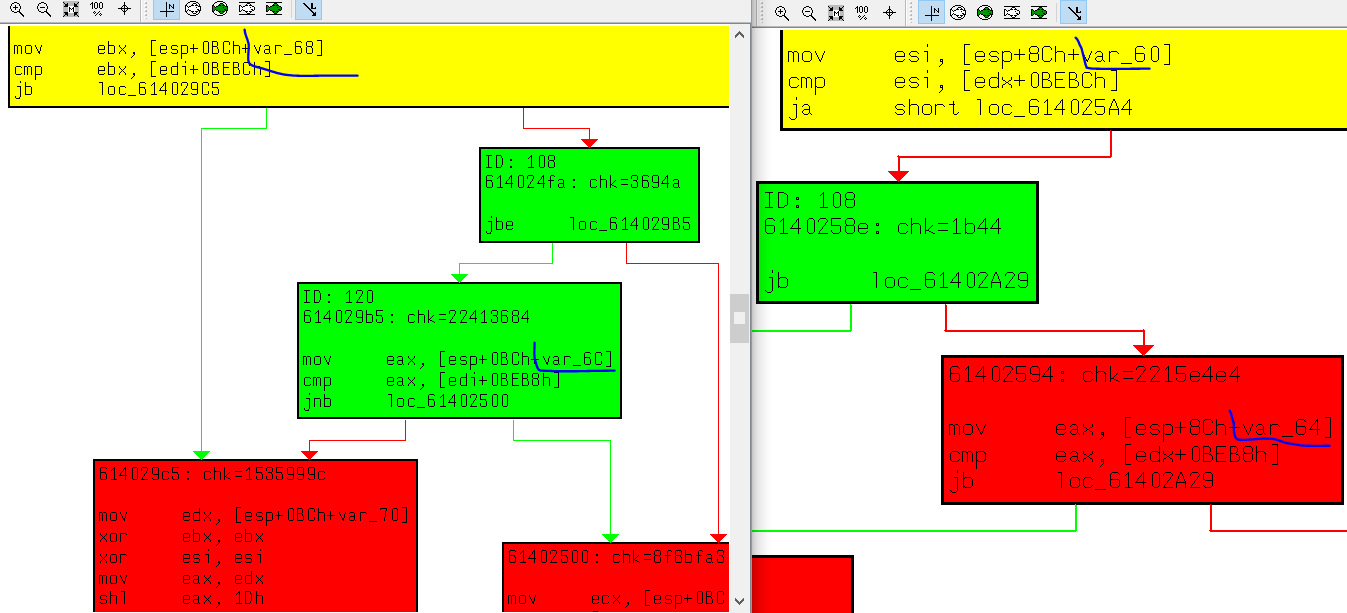 100
%
mov ebx, [esp+0BCh+var_68]
cmp ebx, [edi+0BEBCh]
jb loc_614029C5
ID: 108
614024fa: chk=3694a
jbe loc_614029B5
ID: 120
614029b5: chk=22413684
mov eax, [esp+0BCh+var_6C]
cmp eax, [edi+0BEB8h]
jnb loc_61402500
614029c5: chk=1535999c
mov edx, [esp+0BCh+var_70]
xor ebx, ebx
xor esi, esi
mov eax, edx
shl eax, 1Dh
61402500: chk=8f6bfa3
mov ecx, [esp+0BC
100
%
mov esi, [esp+8Ch+var_60]
cmp esi, [edx+0BEBCh]
ja short loc_614025A4
ID: 108
6140258e: chk=1b44
jb loc_61402A29
61402594: chk=2215e4e4
mov eax, [esp+8Ch+var_64]
cmp eax, [edx+0BEB8h]
jb loc_61402A29